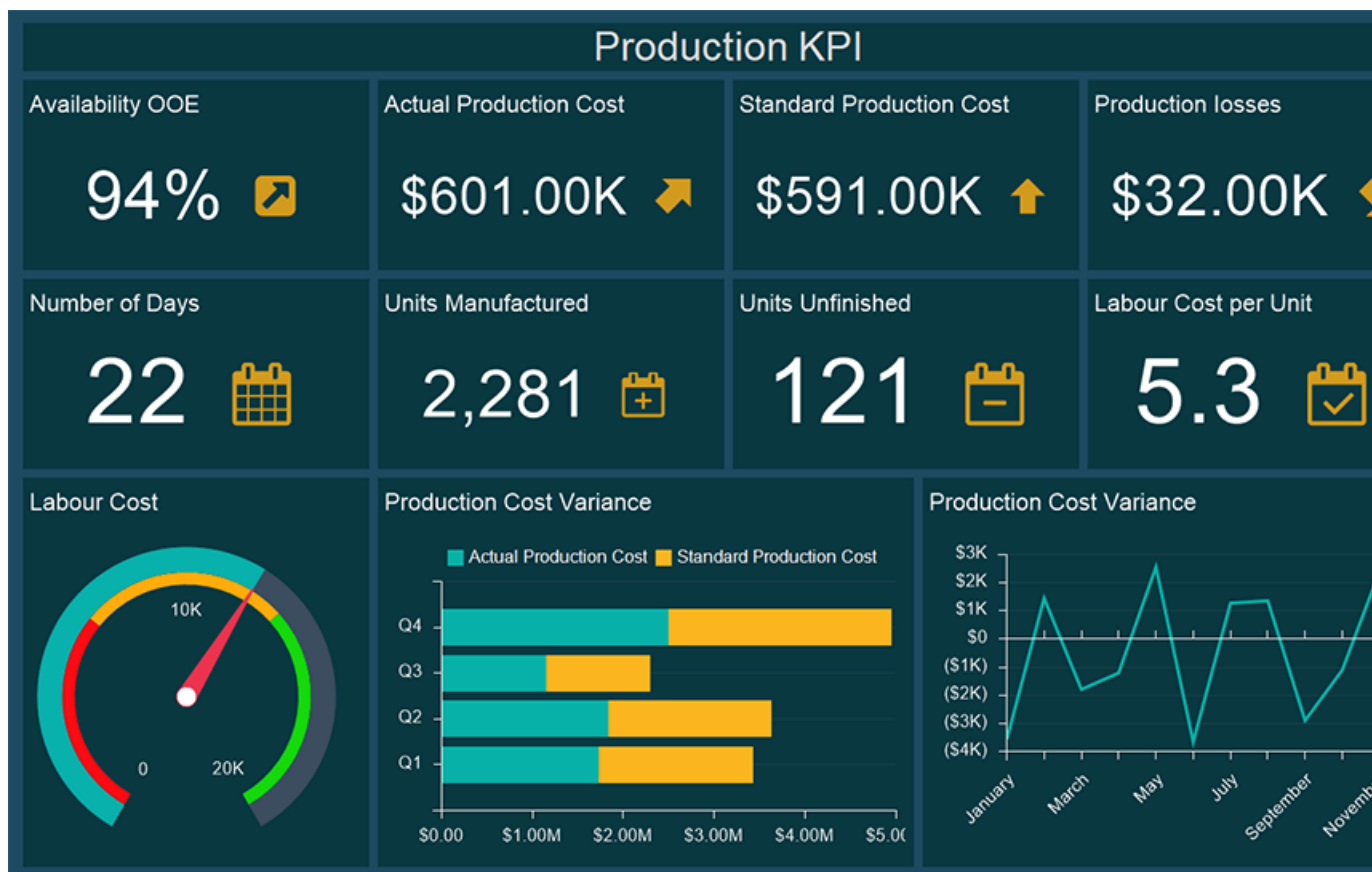 Production KPI
Availability OOE
Actual Production Cost
Standard Production Cost
Production losses
94%
$601.00K
$591.00K
$32.00K
Number of Days
Units Manufactured
Units Unfinished
Labour Cost per Unit
22
2,281
121
5.3
Labour Cost
10K
0
20K
Production Cost Variance
Actual Production Cost
Standard Production Cost
Q4
Q3
Q2
Q1
$0.00
$1.00M
$2.00M
$3.00M
$4.00M
$5.0
Production Cost Variance
$3K
$2K
$1K
$0
($1K)
($2K)
($3K)
($4K)
January
March
May
July
September
Novemb